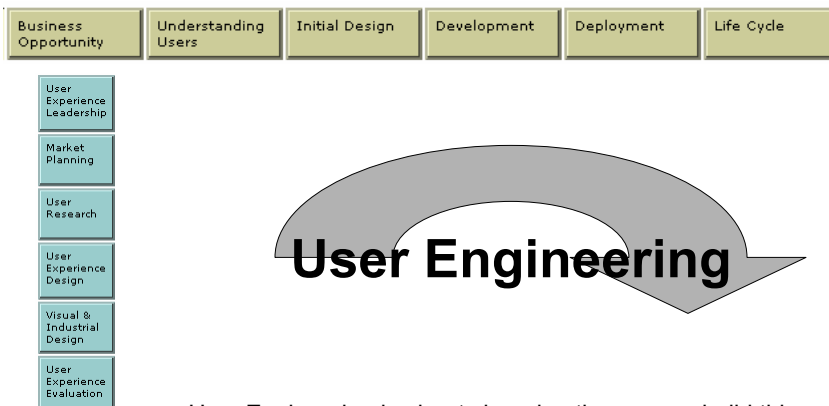 Business
Opportunity
Understanding
Users
Initial Design
Development
Deployment
Life Cycle
User
Experience
Leadership
Market
Planning
User
Research
User
Experience
Design
Visual &
Industrial
Design
User
Experience
Evaluation
User Engineering